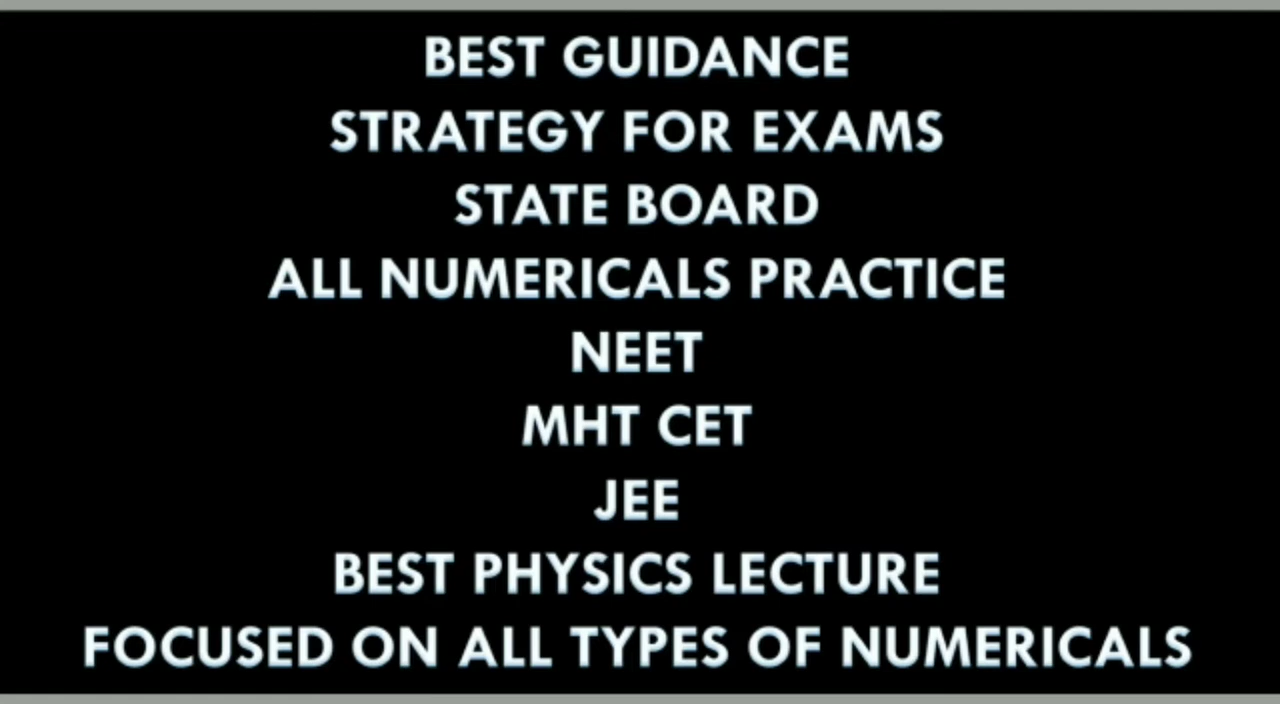 BEST GUIDANCE
STRATEGY FOR EXAMS
STATE BOARD
ALL NUMERICALS PRACTICE
NEET
MHT CET
JEE
BEST PHYSICS LECTURE
FOCUSED ON ALL TYPES OF NUMERICALS